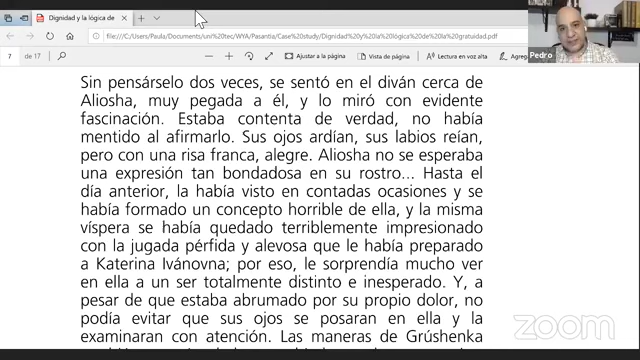 Dignidad y la lógica de
file:///C:/Users/Paula/Documents/uni%20tec/WYA/Pasantia/Case%20study/Dignidad%20y%20la%20lógica%20de%20la%20gratuidad.pdf
7 de 17
Ajustar a la página
Vista de página
Lectura en voz alta
Agregar notas
Pedro
Sin pensárselo dos veces, se sentó en el diván cerca de
Aliosha, muy pegada a él, y lo miró con evidente
fascinación. Estaba contenta de verdad, no había
mentido al afirmarlo. Sus ojos ardían, sus labios reían,
pero con una risa franca, alegre. Aliosha no se esperaba
una expresión tan bondadosa en su rostro... Hasta el
día anterior, la había visto en contadas ocasiones y se
había formado un concepto horrible de ella, y la misma
víspera se había quedado terriblemente impresionado
con la jugada pérfida y alevosa que le había preparado
a Katerina Ivánovna; por eso, le sorprendía mucho ver
en ella a un ser totalmente distinto e inesperado. Y, a
pesar de que estaba abrumado por su propio dolor, no
podía evitar que sus ojos se posaran en ella y la
examinaran con atención. Las maneras de Grúshenka
zoom